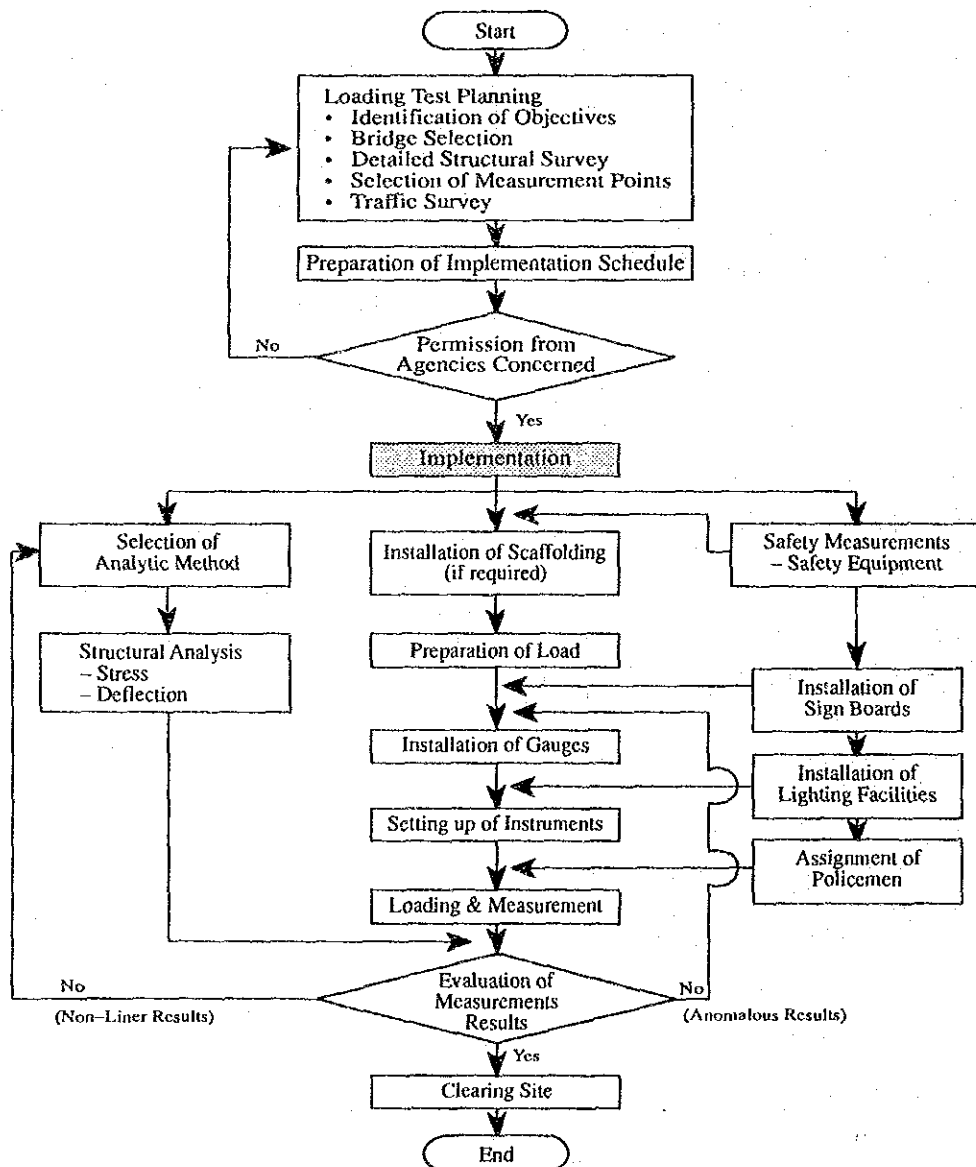 Start
Loading Test Planning
• Identification of Objectives
• Bridge Selection
• Detailed Structural Survey
• Selection of Measurement Points
• Traffic Survey
Preparation of Implementation Schedule
No
Permission from
Agencies Concerned
Yes
Implementation
Selection of
Analytic Method
Installation of Scaffolding
(if required)
Safety Measurements
– Safety Equipment
Structural Analysis
– Stress
– Deflection
Preparation of Load
Installation of
Sign Boards
Installation of Gauges
Installation of
Lighting Facilities
Setting up of Instruments
Assignment of
Policemen
Loading & Measurement
No
(Non–Liner Results)
Evaluation of
Measurements
Results
No
(Anomalous Results)
Yes
Clearing Site
End